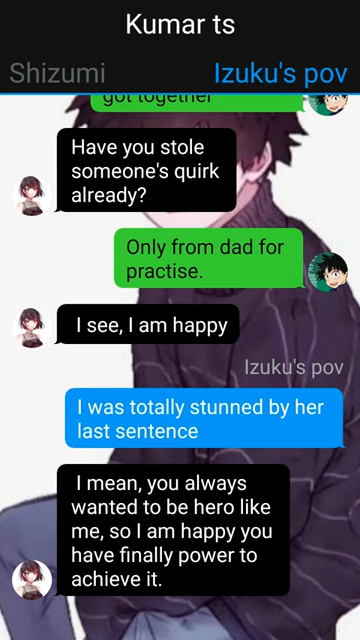 Kumar ts
Shizumi
Izuku's pov
got together
Have you stole
someone's quirk
already?
Only from dad for
practise.
I see, I am happy
Izuku's pov
I was totally stunned by her
last sentence
I mean, you always
wanted to be hero like
me, so I am happy you
have finally power to
achieve it.